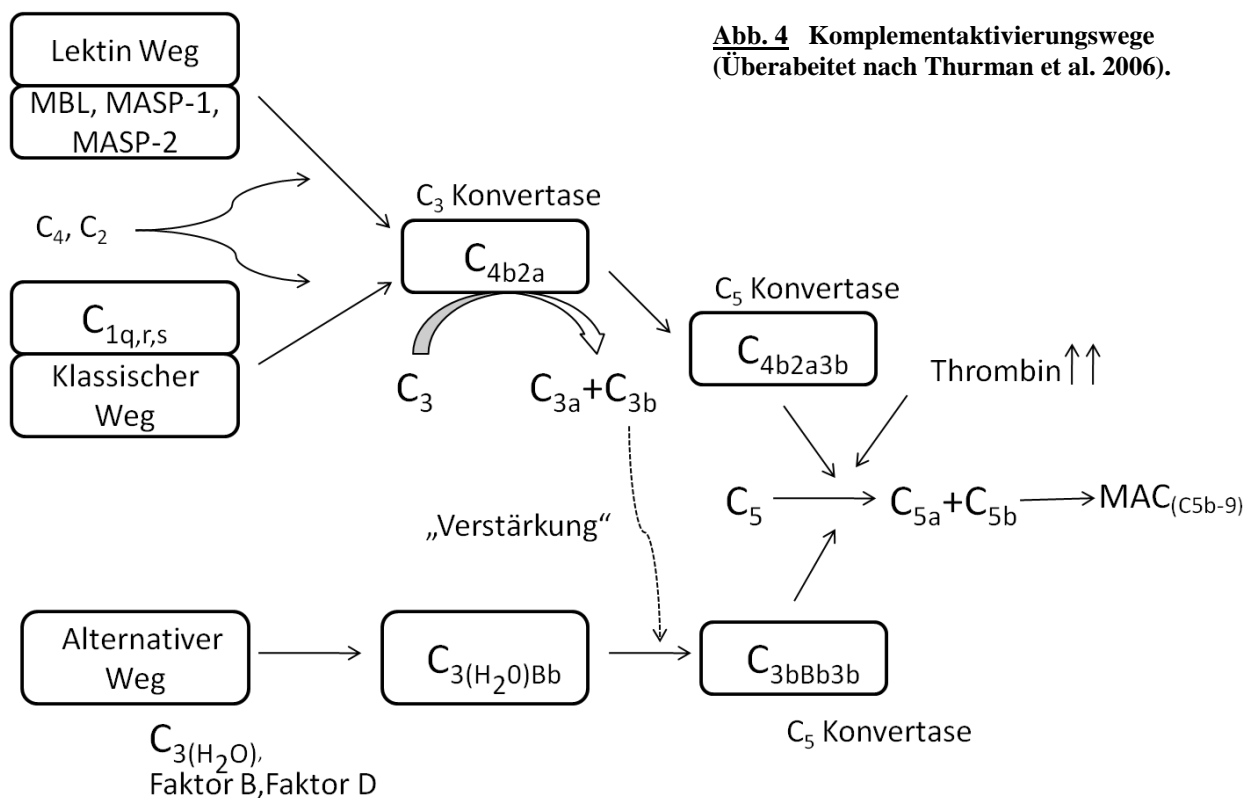 Abb. 4 Komplementaktivierungswege
(Überabeitet nach Thurman et al. 2006).
Lektin Weg
MBL, MASP-1,
MASP-2
C4, C2
C1q,r,s
Klassischer
Weg
C3 Konvertase
C4b2a
C3
C3a+C3b
C5 Konvertase
C4b2a3b
Thrombin↑↑
C5
C5a+C5b
MAC(C5b-9)
„Verstärkung“
Alternativer
Weg
C3(H2O),
Faktor B,Faktor D
C3(H20)Bb
C3bBb3b
C5 Konvertase